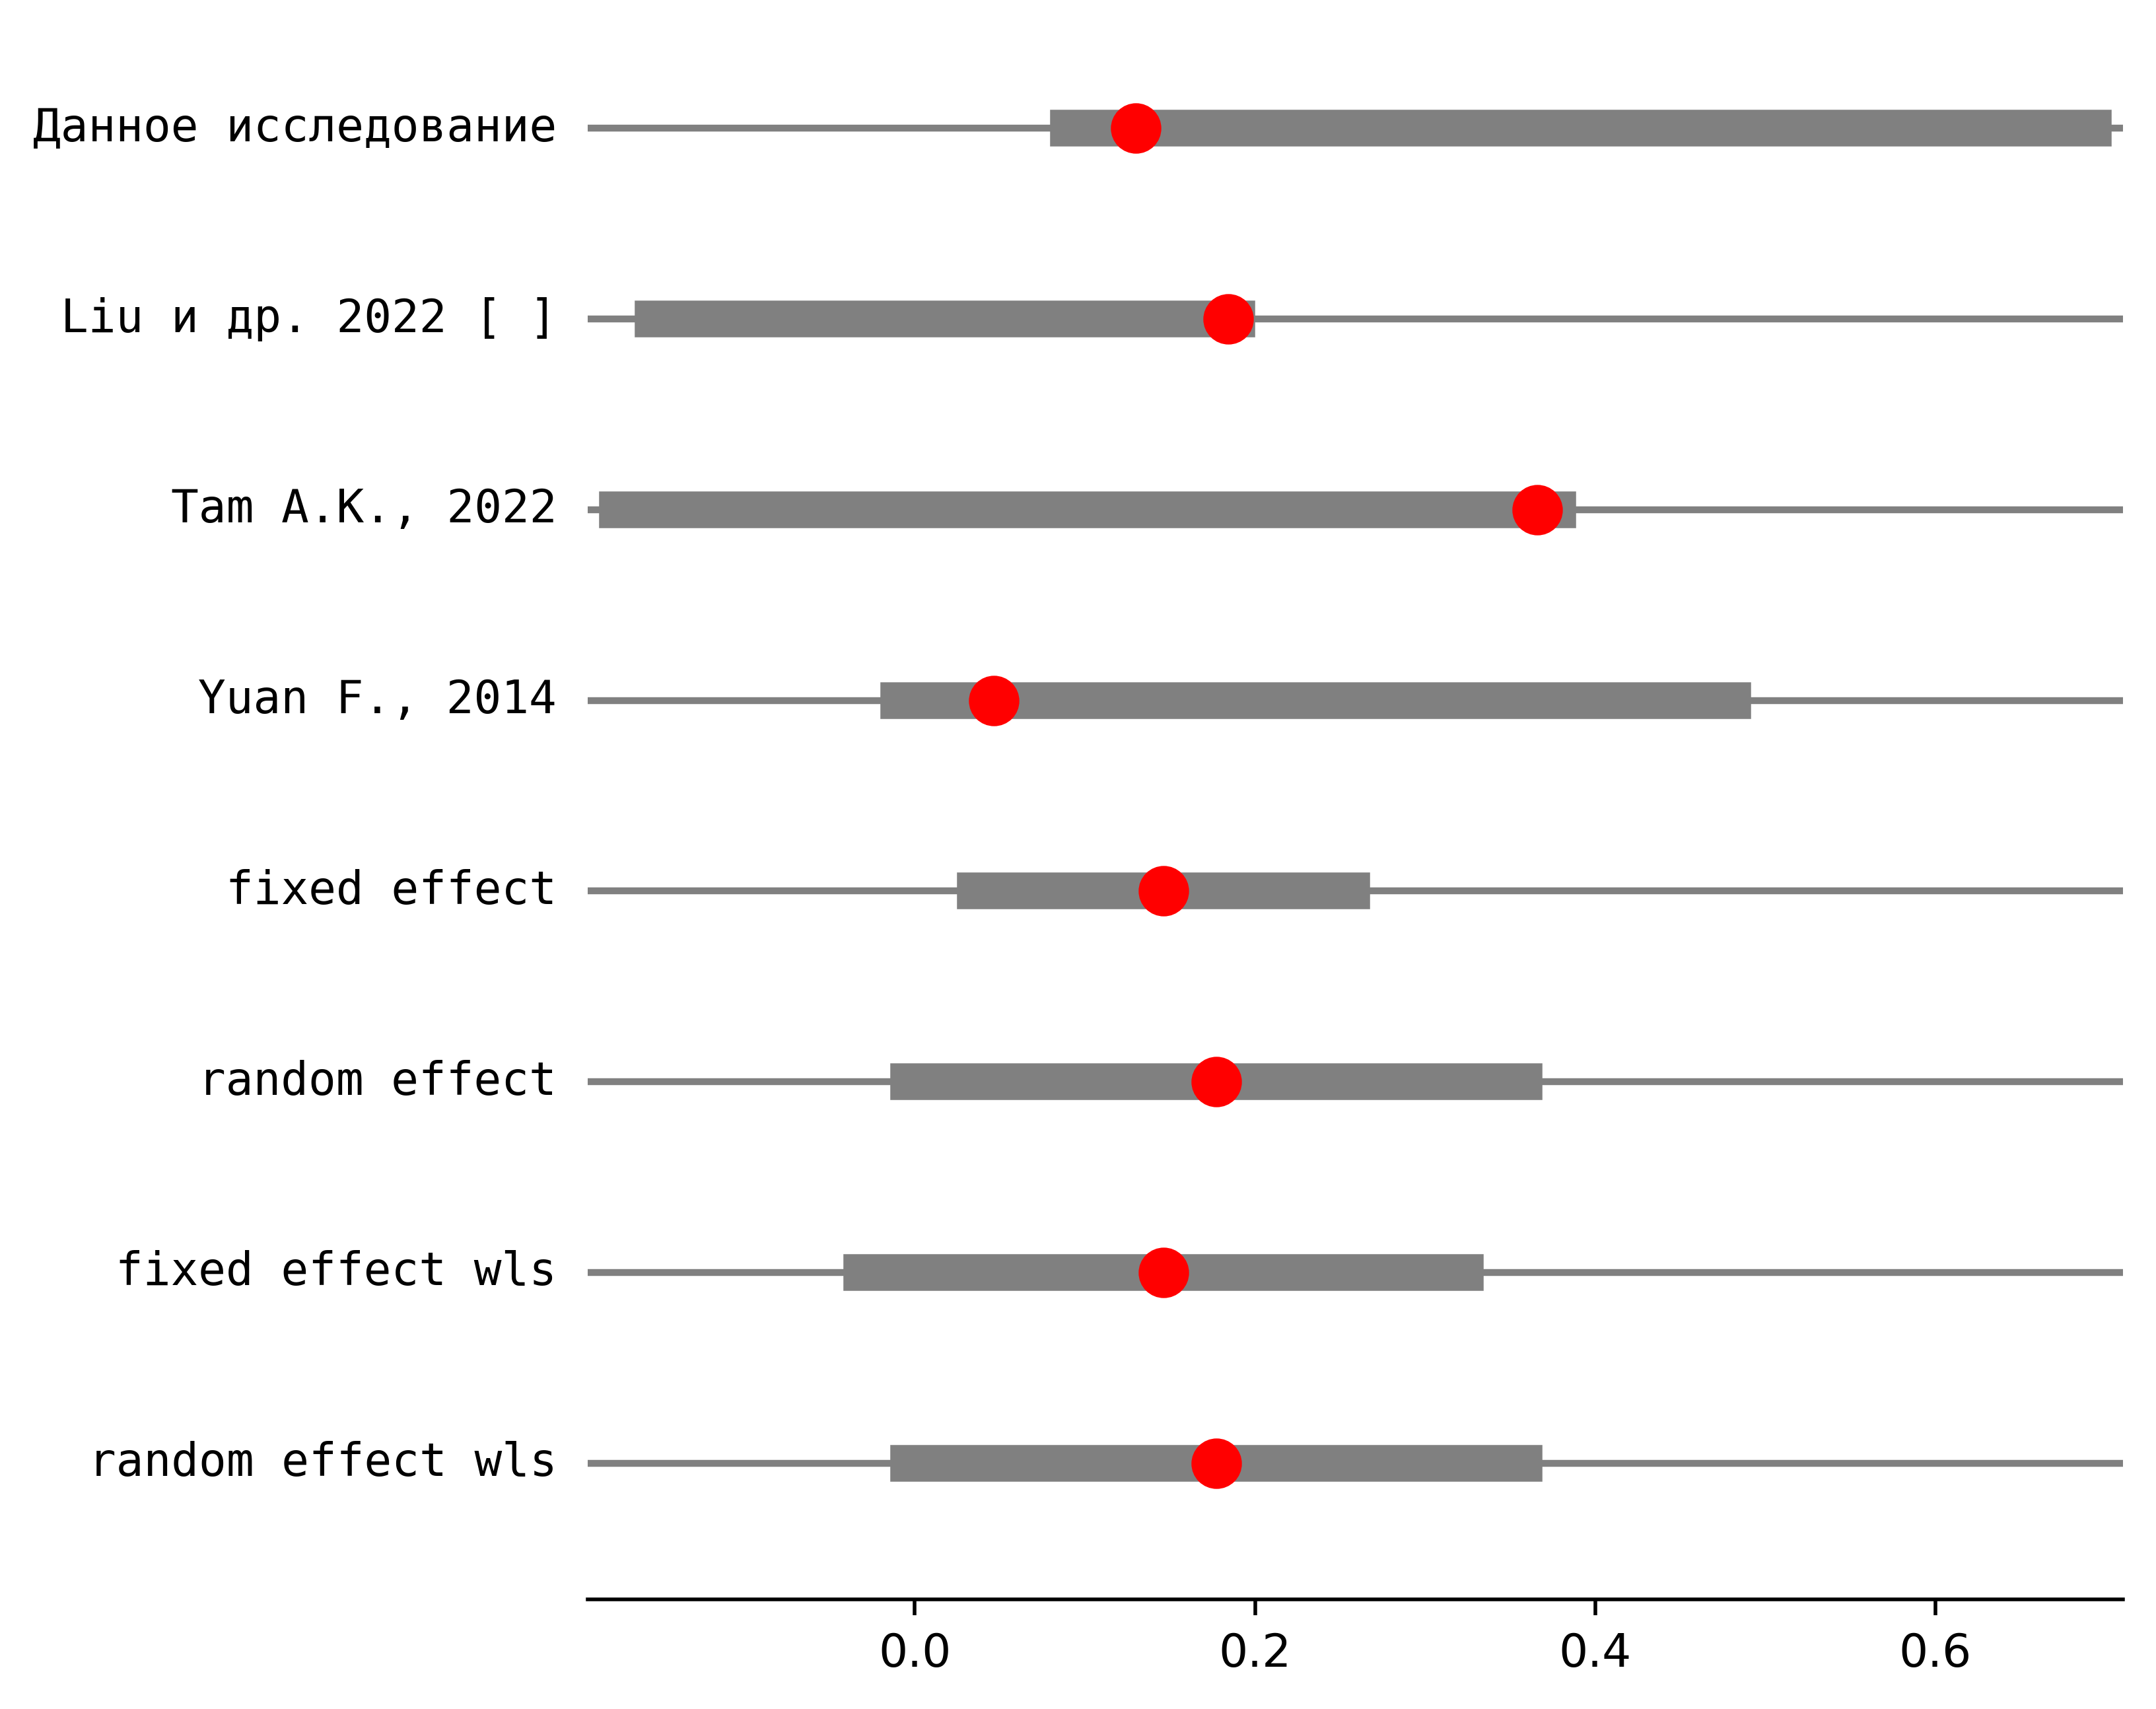 Данное исследование
Liu и др. 2022 [ ]
Tam A.K., 2022
Yuan F., 2014
fixed effect
random effect
fixed effect wls
random effect wls
0.0 0.2 0.4 0.6